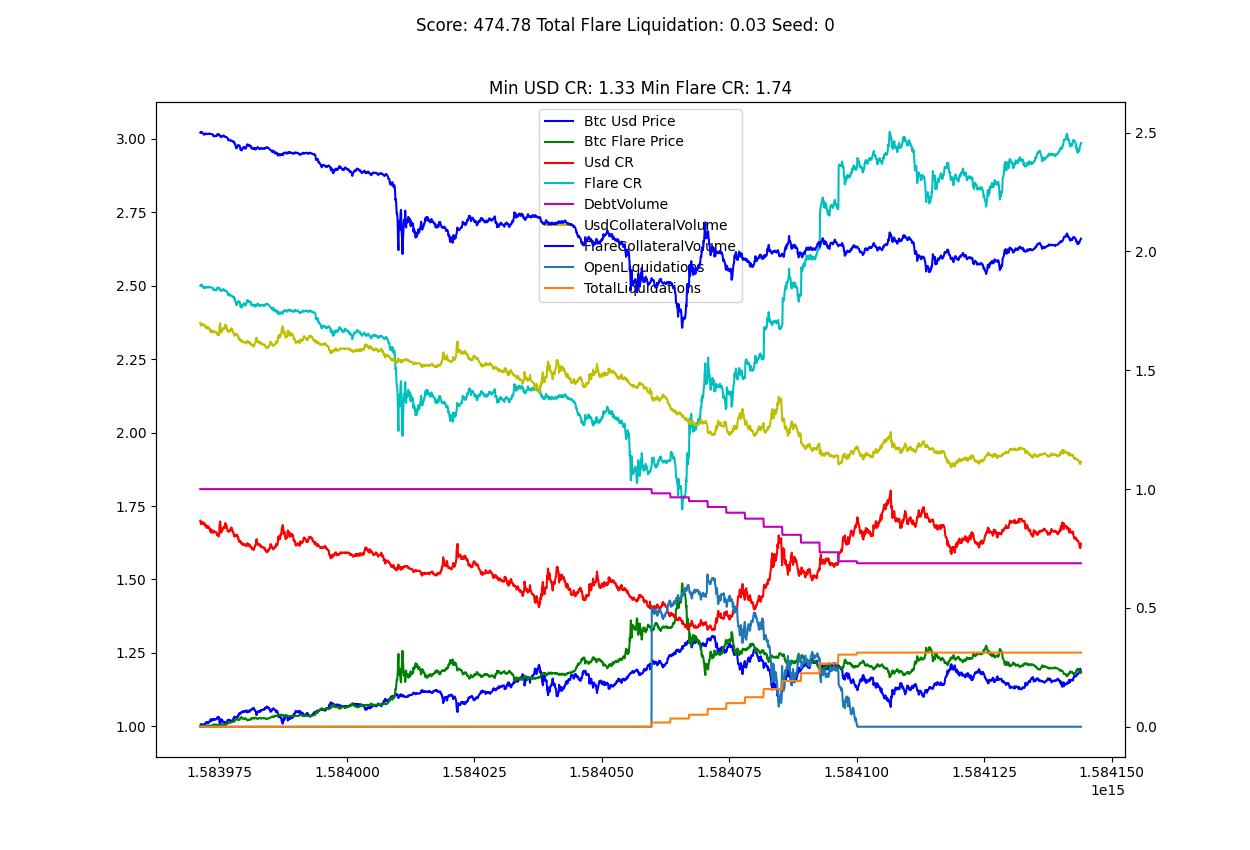 Score: 474.78 Total Flare Liquidation: 0.03 Seed: 0
Min USD CR: 1.33 Min Flare CR: 1.74
Btc Usd Price
Btc Flare Price
Usd CR
Flare CR
DebtVolume
UsdCollateralVolume
FlareCollateralVolume
OpenLiquidations
TotalLiquidations
3.00
2.75
2.50
2.25
2.00
1.75
1.50
1.25
1.00
2.5
2.0
1.5
1.0
0.5
0.0
1.583975 1.584000 1.584025 1.584050 1.584075 1.584100 1.584125 1.584150
1e15